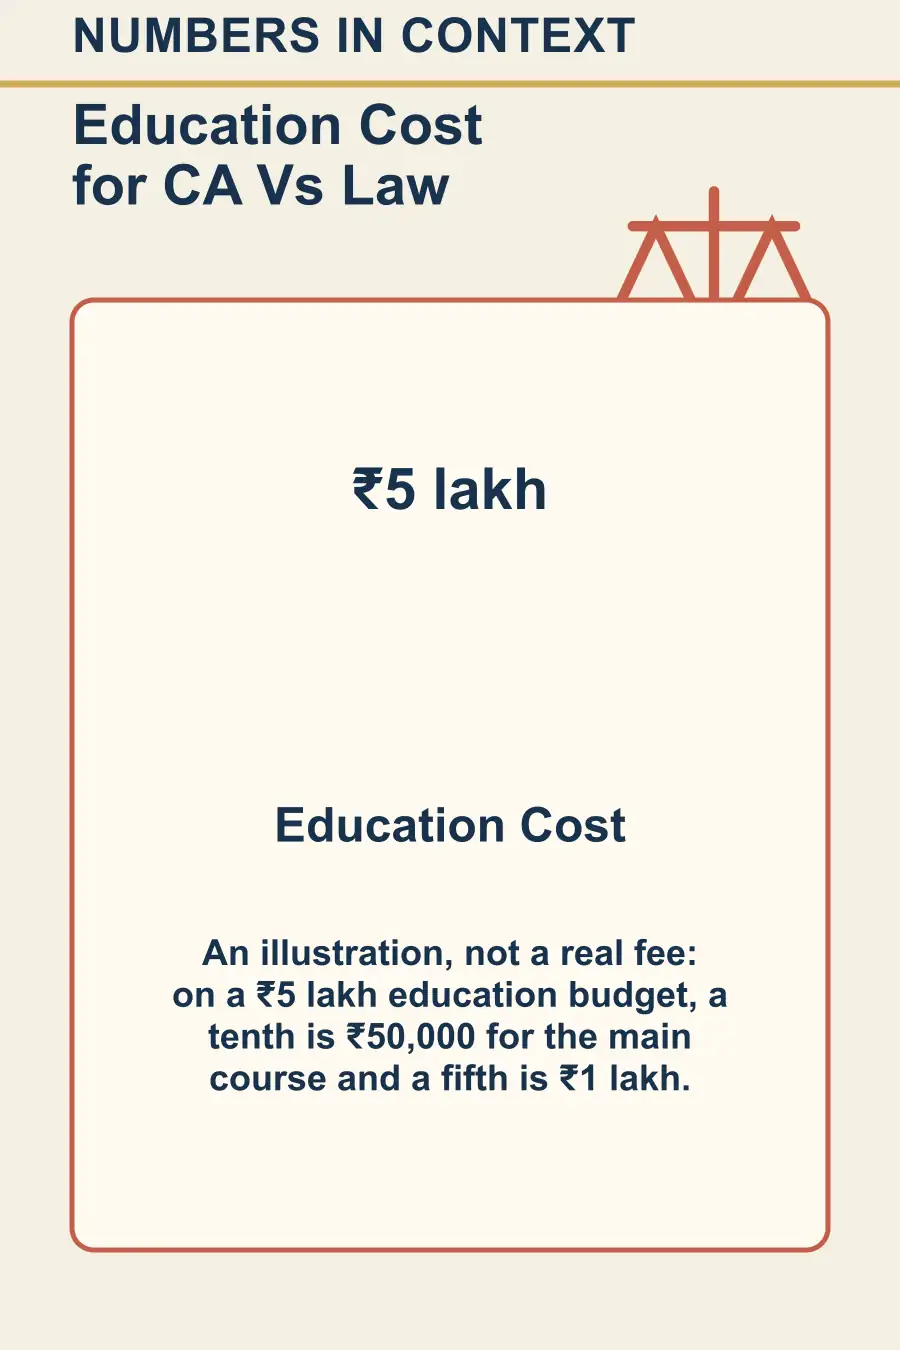 NUMBERS IN CONTEXT
Education Cost
for CA Vs Law
₹5 lakh
Education Cost
An illustration, not a real fee:
on a ₹5 lakh education budget, a
tenth is ₹50,000 for the main
course and a fifth is ₹1 lakh.